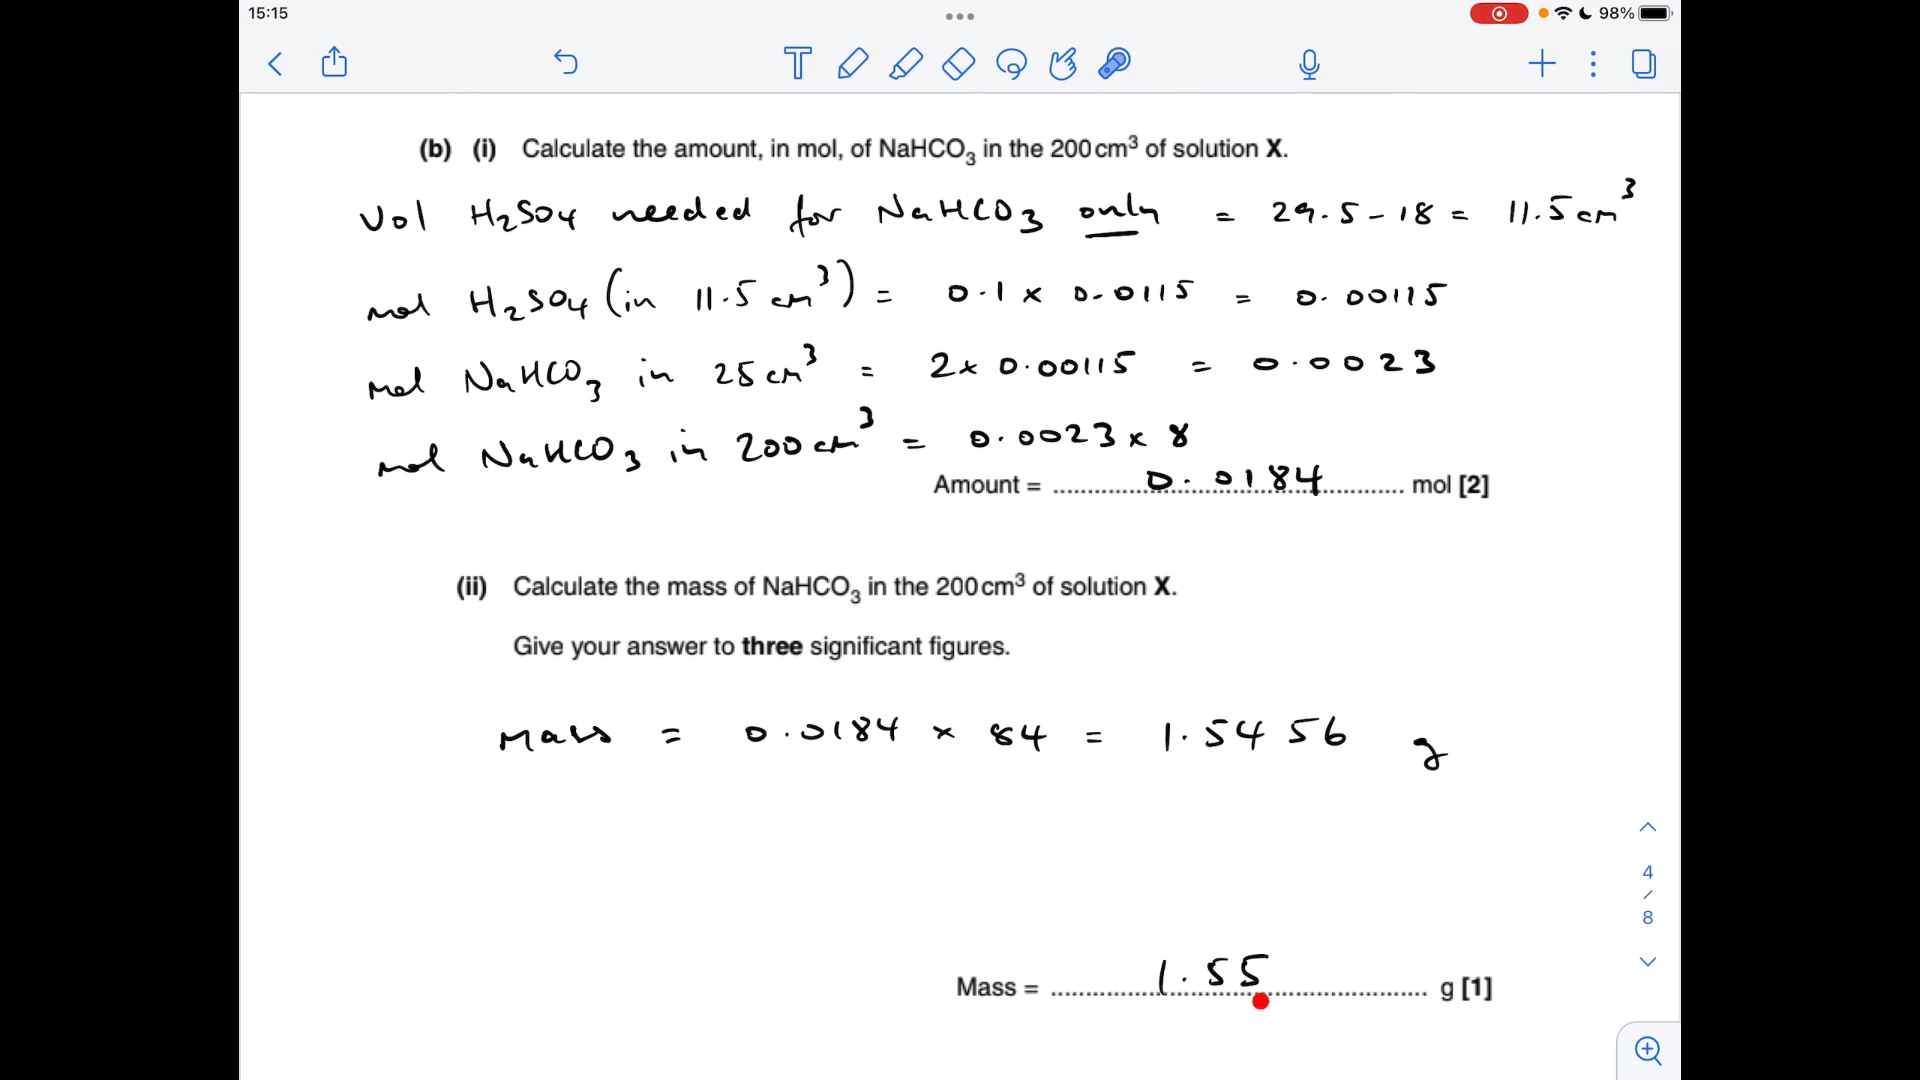 15:15
98%
(b) (i) Calculate the amount, in mol, of NaHCO₃ in the 200 cm³ of solution X.
Vol H₂SO₄ needed for NaHCO₃ only = 29.5 - 18 = 11.5 cm³
mol H₂SO₄ (in 11.5 cm³) = 0.1 × 0.0115 = 0.00115
mol NaHCO₃ in 25 cm³ = 2 × 0.00115 = 0.0023
mol NaHCO₃ in 200 cm³ = 0.0023 × 8
Amount = 0.0184 mol [2]
(ii) Calculate the mass of NaHCO₃ in the 200 cm³ of solution X.
Give your answer to three significant figures.
Mass = 0.0184 × 84 = 1.5456 g
4
/
8
Mass = 1.55 g [1]